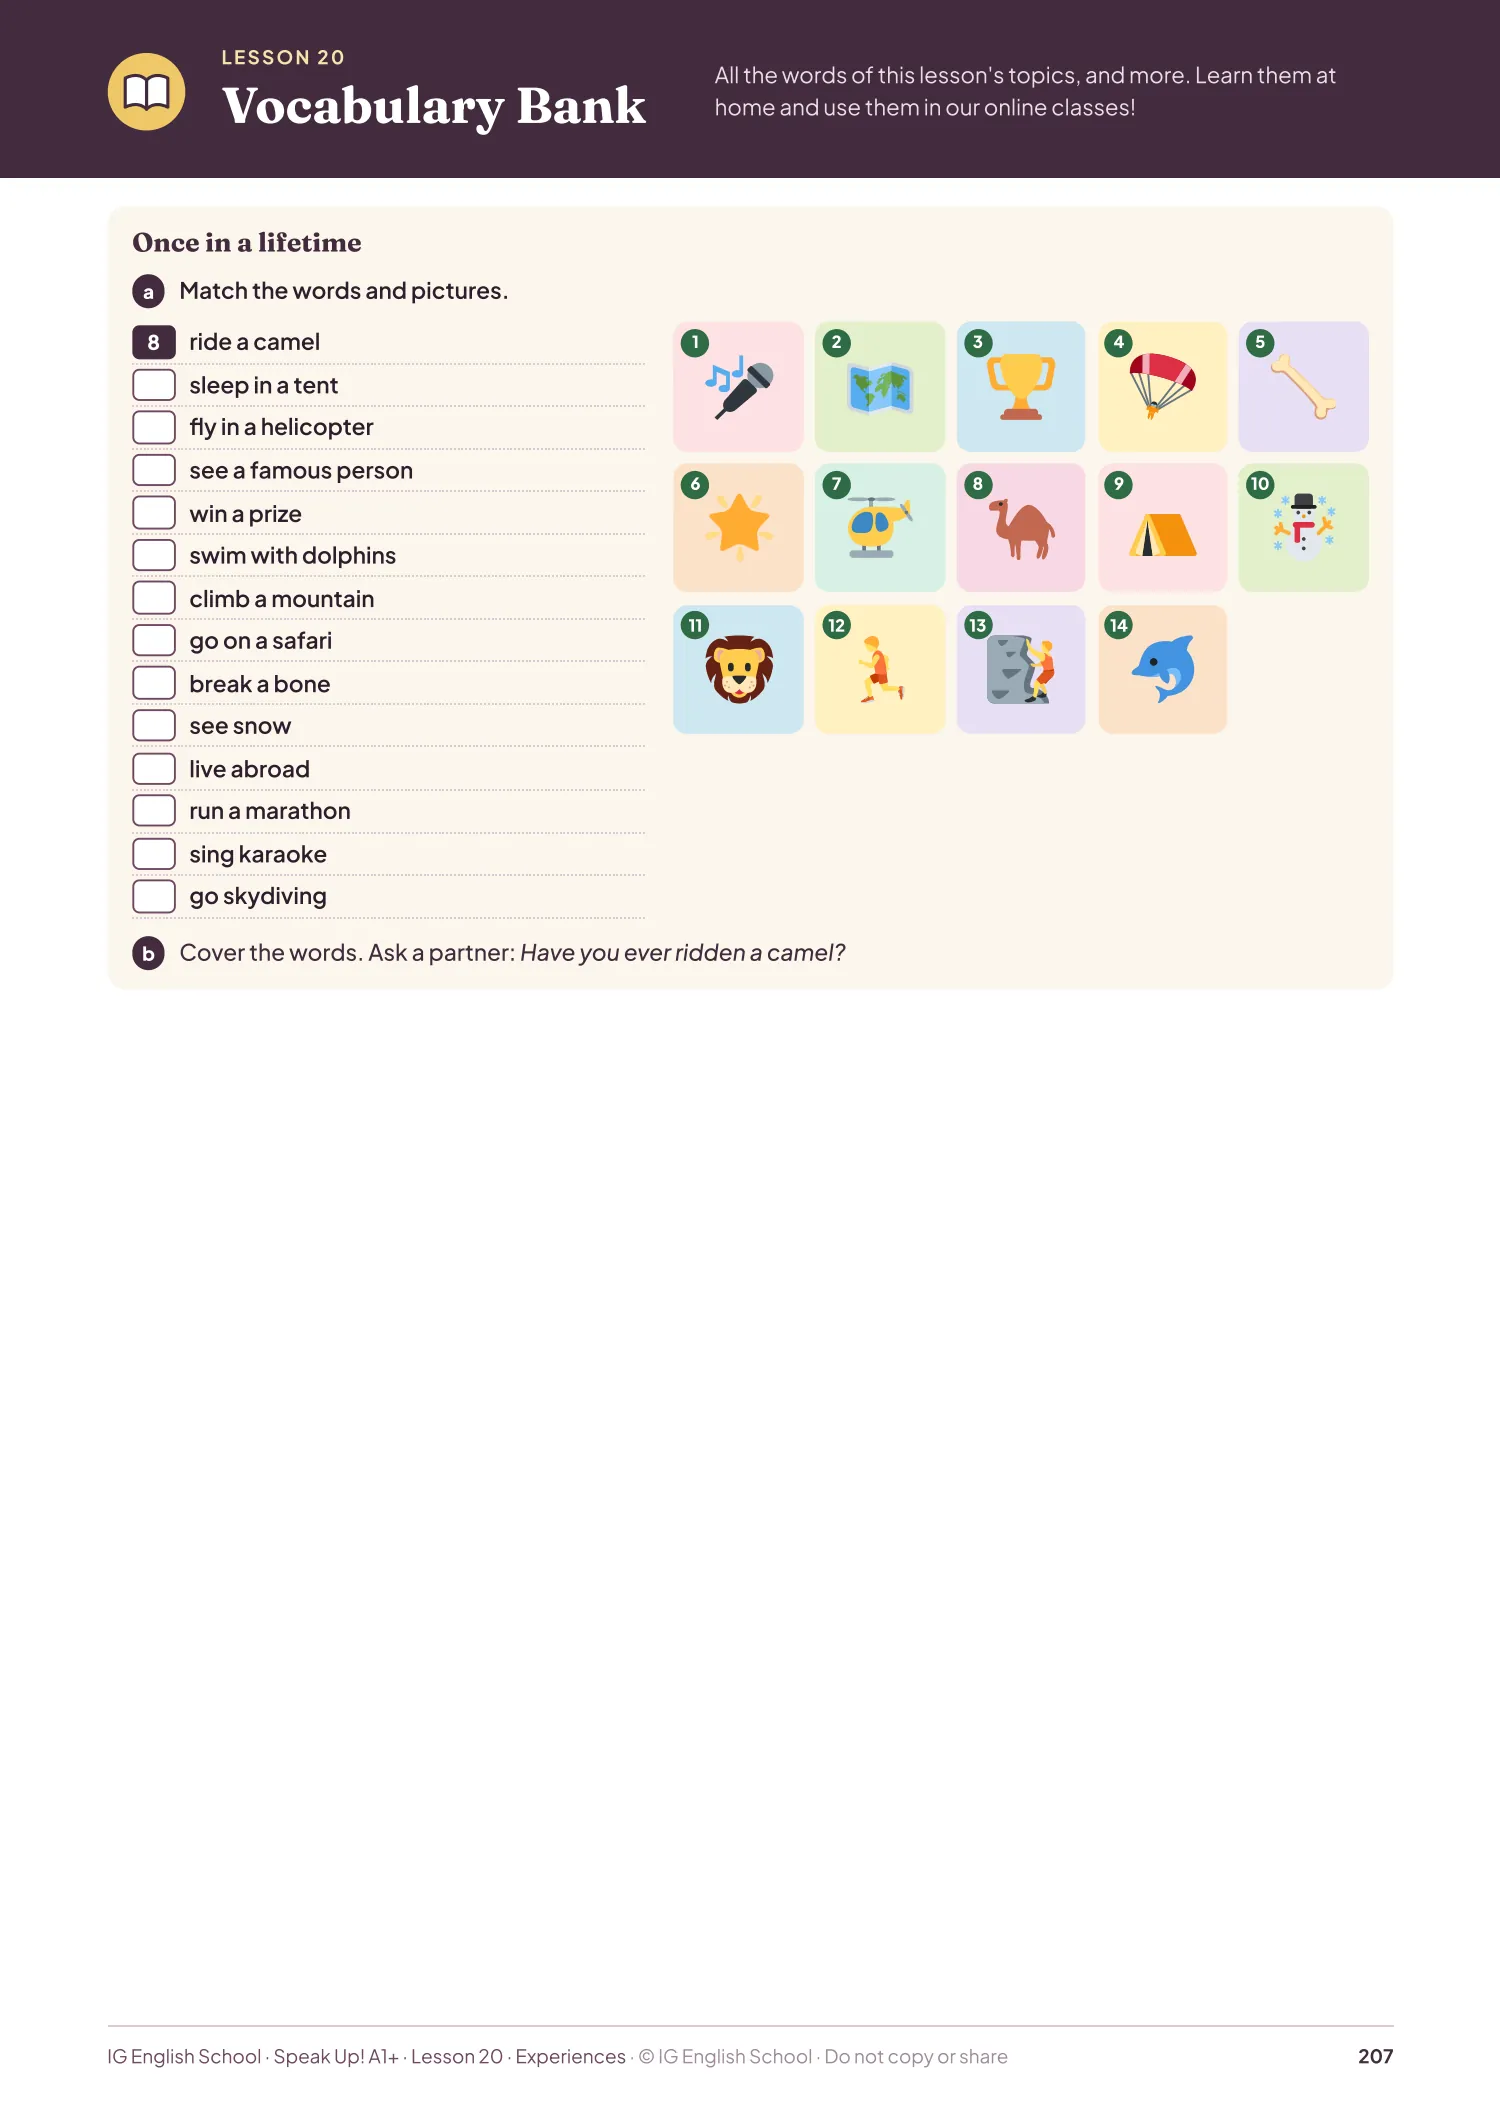 LESSON 20
Vocabulary Bank
All the words of this lesson's topics, and more. Learn them at
home and use them in our online classes!
Once in a lifetime
a Match the words and pictures.
8 ride a camel
sleep in a tent
fly in a helicopter
see a famous person
win a prize
swim with dolphins
climb a mountain
go on a safari
break a bone
see snow
live abroad
run a marathon
sing karaoke
go skydiving
1 2 3 4 5
6 7 8 9 10
11 12 13 14
b Cover the words. Ask a partner: Have you ever ridden a camel?
IG English School · Speak Up! A1+ · Lesson 20 · Experiences · © IG English School · Do not copy or share 207